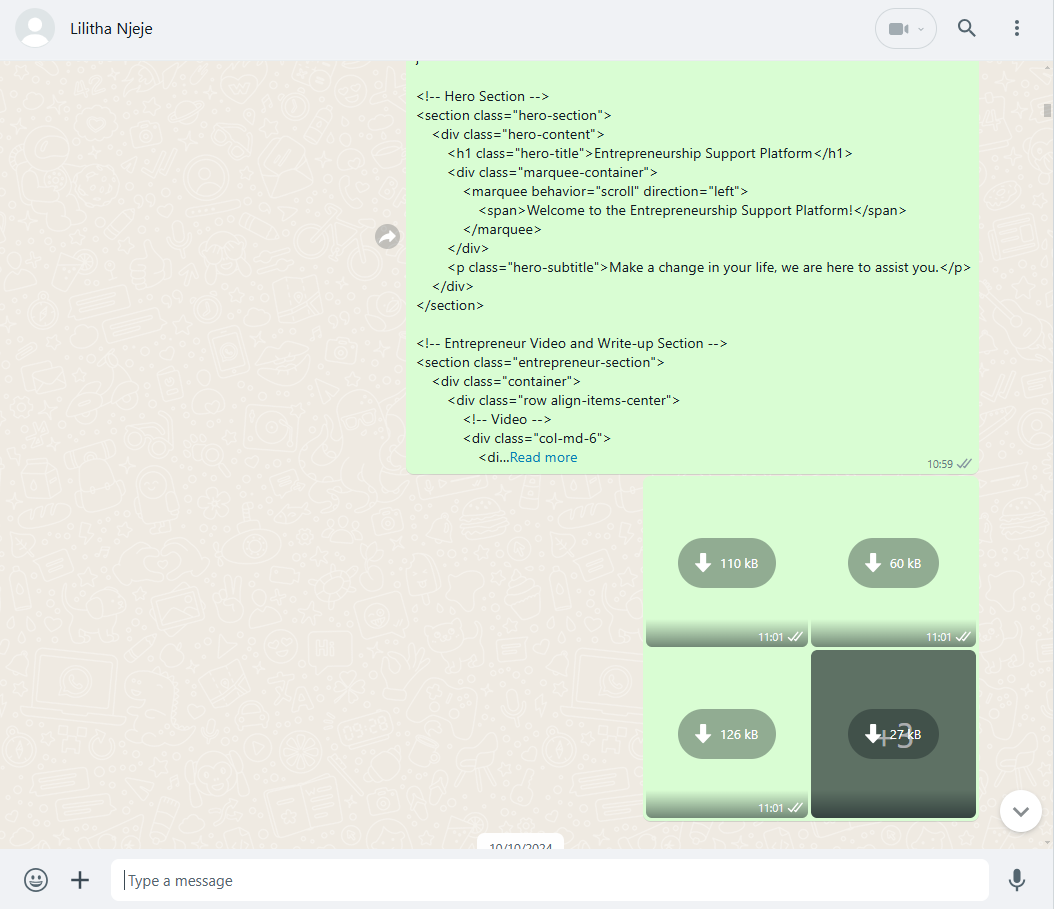 Lilitha Njeje
<!-- Hero Section -->
<section class="hero-section">
<div class="hero-content">
<h1 class="hero-title">Entrepreneurship Support Platform</h1>
<div class="marquee-container">
<marquee behavior="scroll" direction="left">
<span>Welcome to the Entrepreneurship Support Platform!</span>
</marquee>
</div>
<p class="hero-subtitle">Make a change in your life, we are here to assist you.</p>
</div>
</section>
<!-- Entrepreneur Video and Write-up Section -->
<section class="entrepreneur-section">
<div class="container">
<div class="row align-items-center">
<!-- Video -->
<div class="col-md-6">
<di...Read more
10:59
110 kB
60 kB
11:01
11:01
126 kB
+3
27 kB
11:01
10/10/2024
Type a message